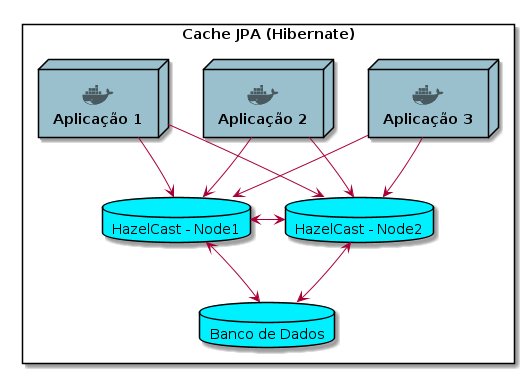 Cache JPA (Hibernate)
Aplicação 1
Aplicação 2
Aplicação 3
HazelCast - Node1
HazelCast - Node2
Banco de Dados